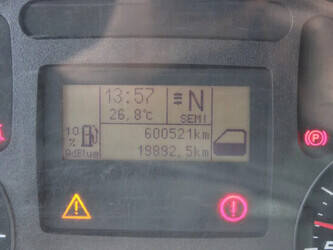 13:57
N
26,8°C
SEMI
10
%
AdBlue
600521km
19892,5km
P